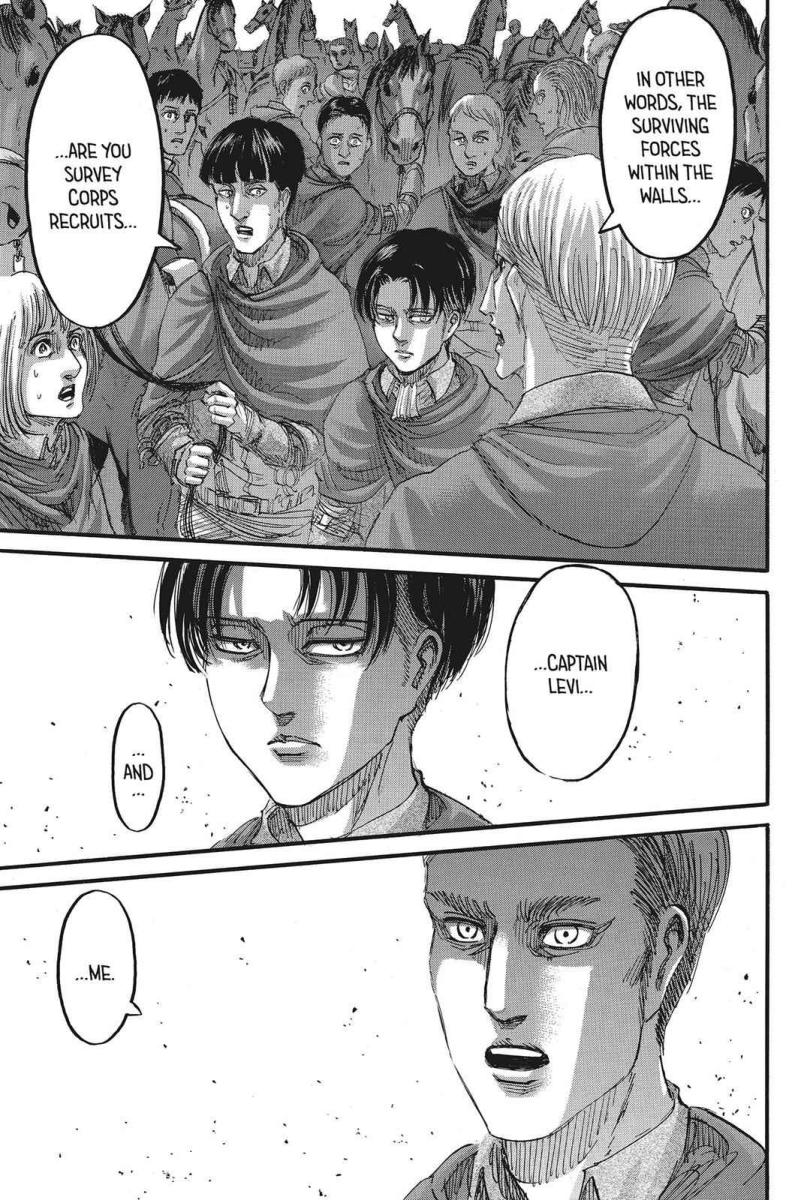 IN OTHER
WORDS, THE
SURVIVING
FORCES
WITHIN THE
WALLS...
...ARE YOU
SURVEY
CORPS
RECRUITS...
...CAPTAIN
LEVI...
...
AND
...
...ME.